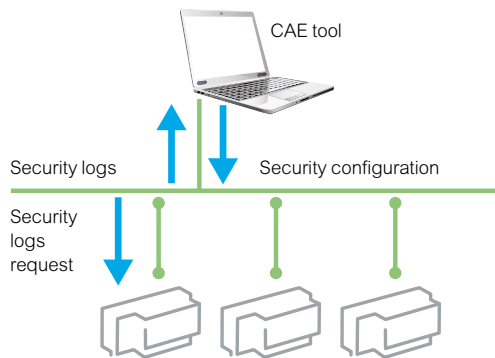 CAE tool
Security logs
Security configuration
Security
logs
request